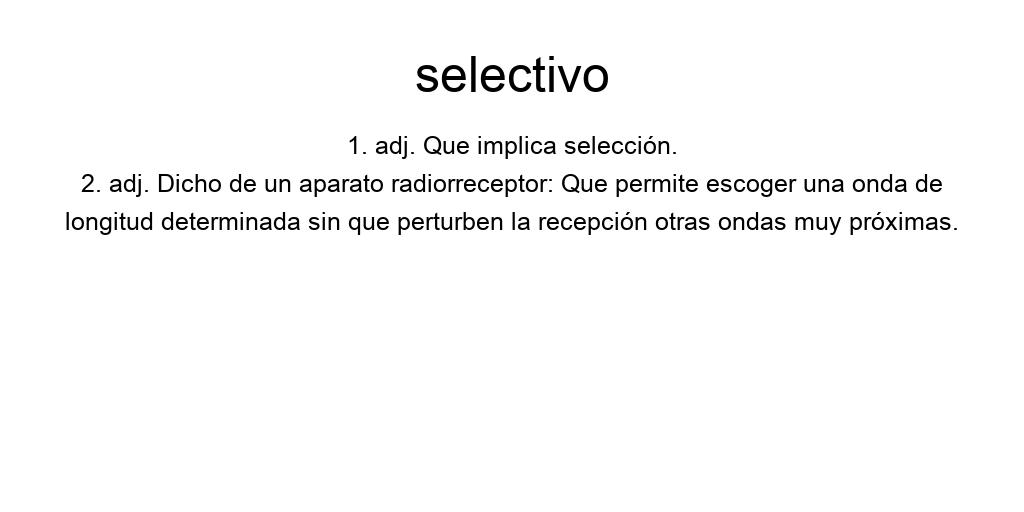 selectivo
1. adj. Que implica selección.
2. adj. Dicho de un aparato radiorreceptor: Que permite escoger una onda de
longitud determinada sin que perturben la recepción otras ondas muy próximas.